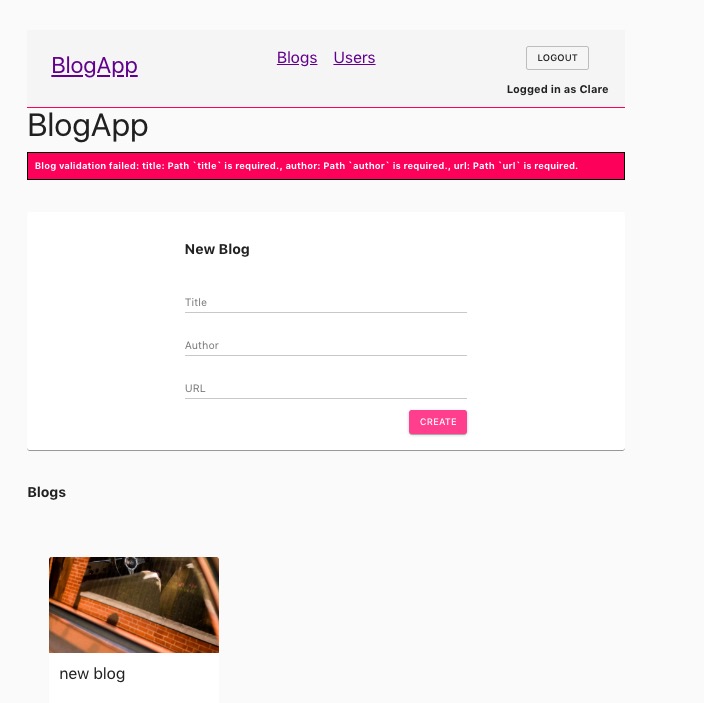 BlogApp
Blogs Users
LOGOUT
Logged in as Clare
BlogApp
Blog validation failed: title: Path `title` is required., author: Path `author` is required., url: Path `url` is required.
New Blog
Title
Author
URL
CREATE
Blogs
new blog